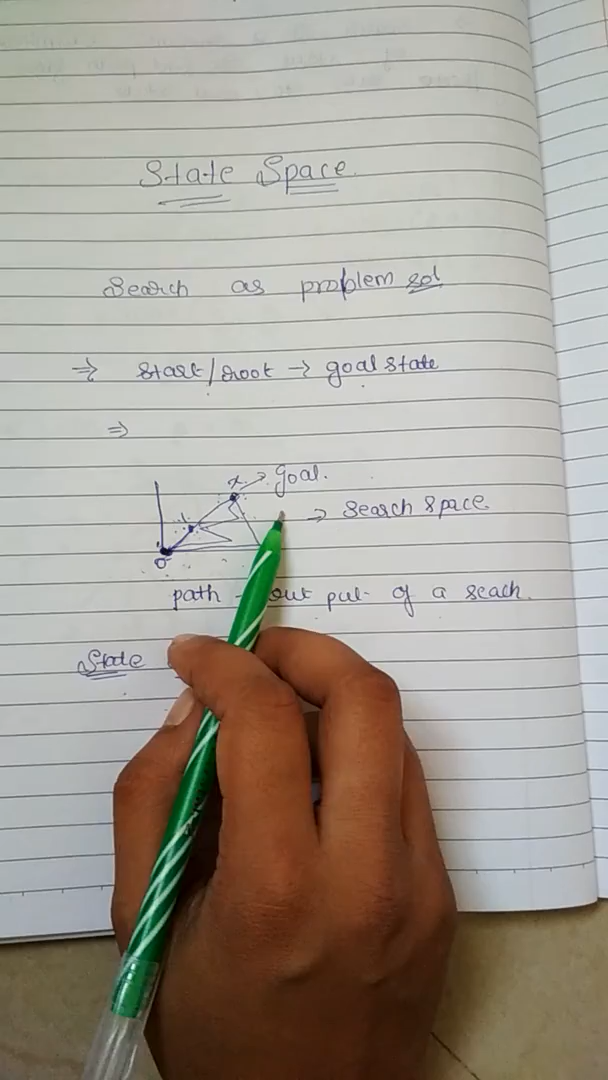 State Space
Search as problem sol
⇒ start/root → goal state
⇒
x → Goal.
⇒ Search space
O
path - out put of a seach.
State